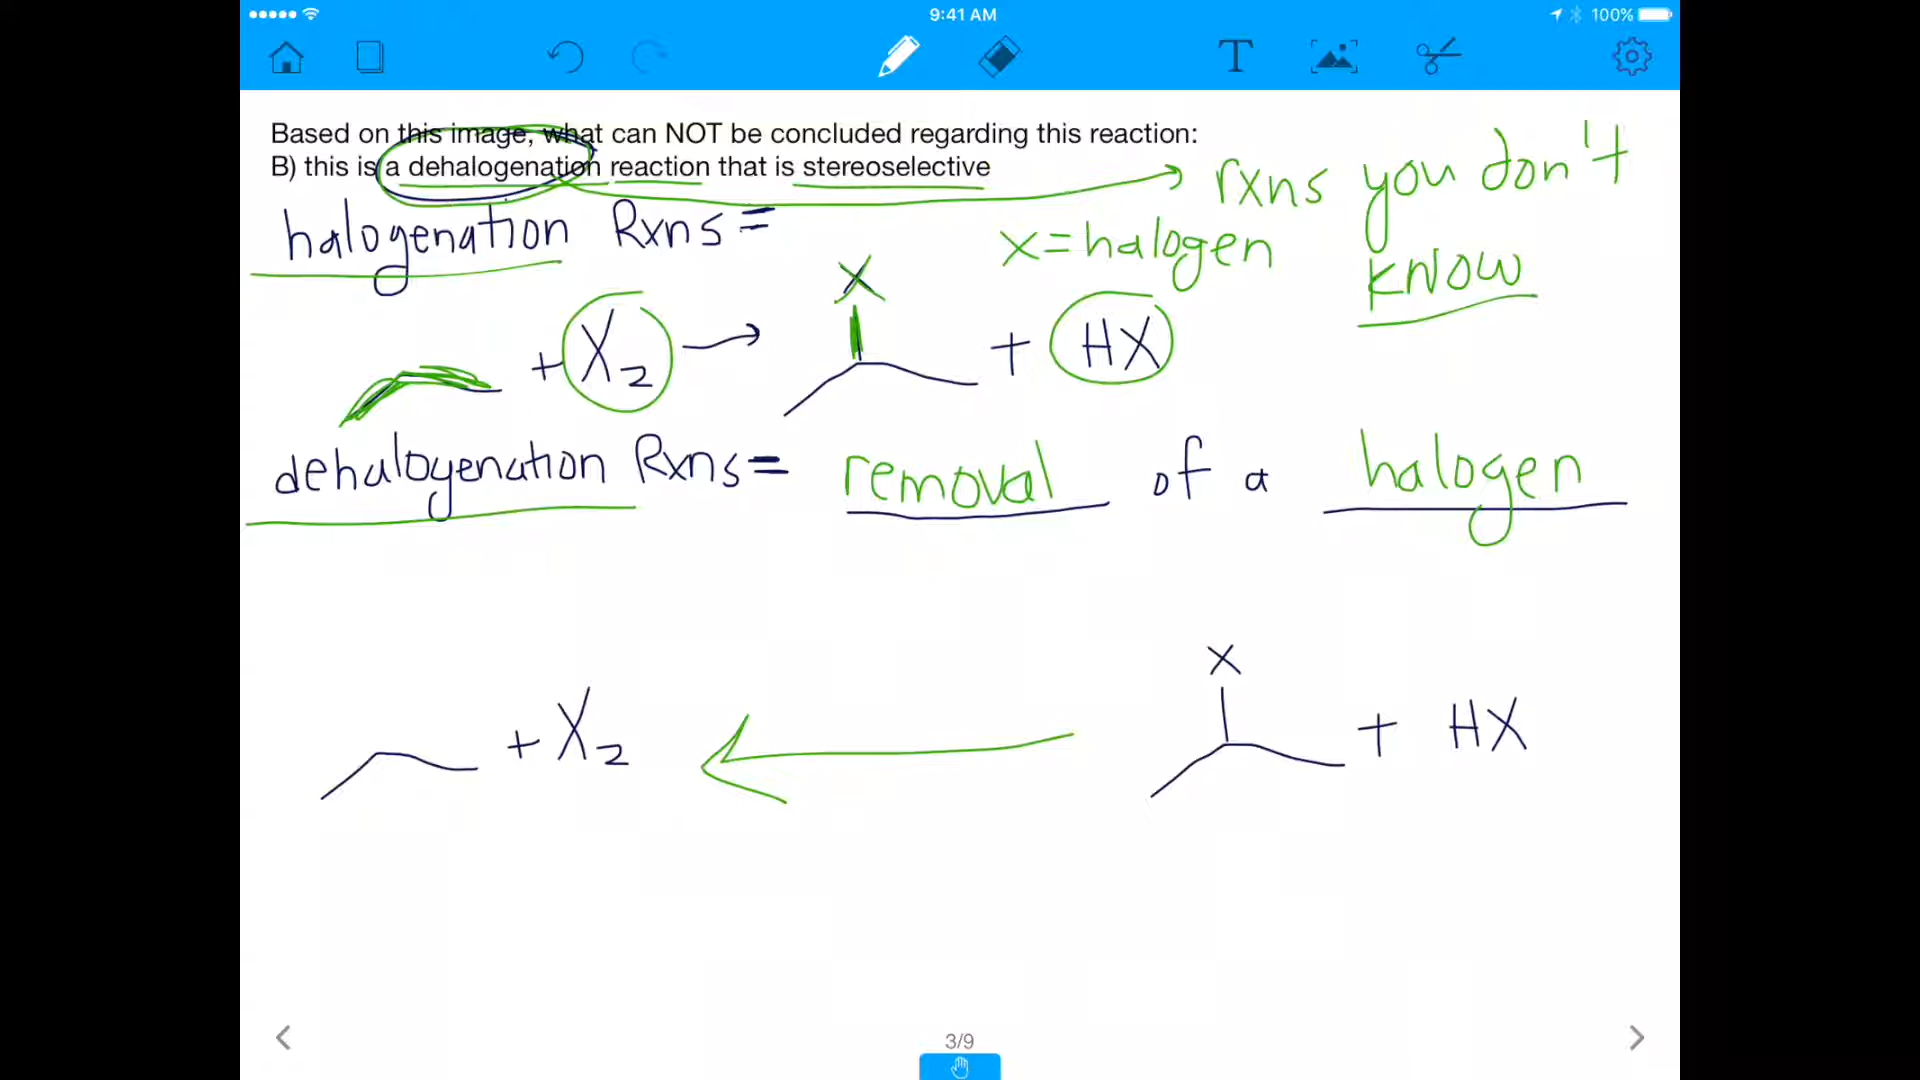 9:41 AM
100%
T
Based on this image, what can NOT be concluded regarding this reaction:
B) this is a dehalogenation reaction that is stereoselective
rxns you don't
know
halogenation Rxns =
X = halogen
X
+ X2 → + HX
dehalogenation Rxns = removal of a halogen
X
+ X2 ← + HX
3/9